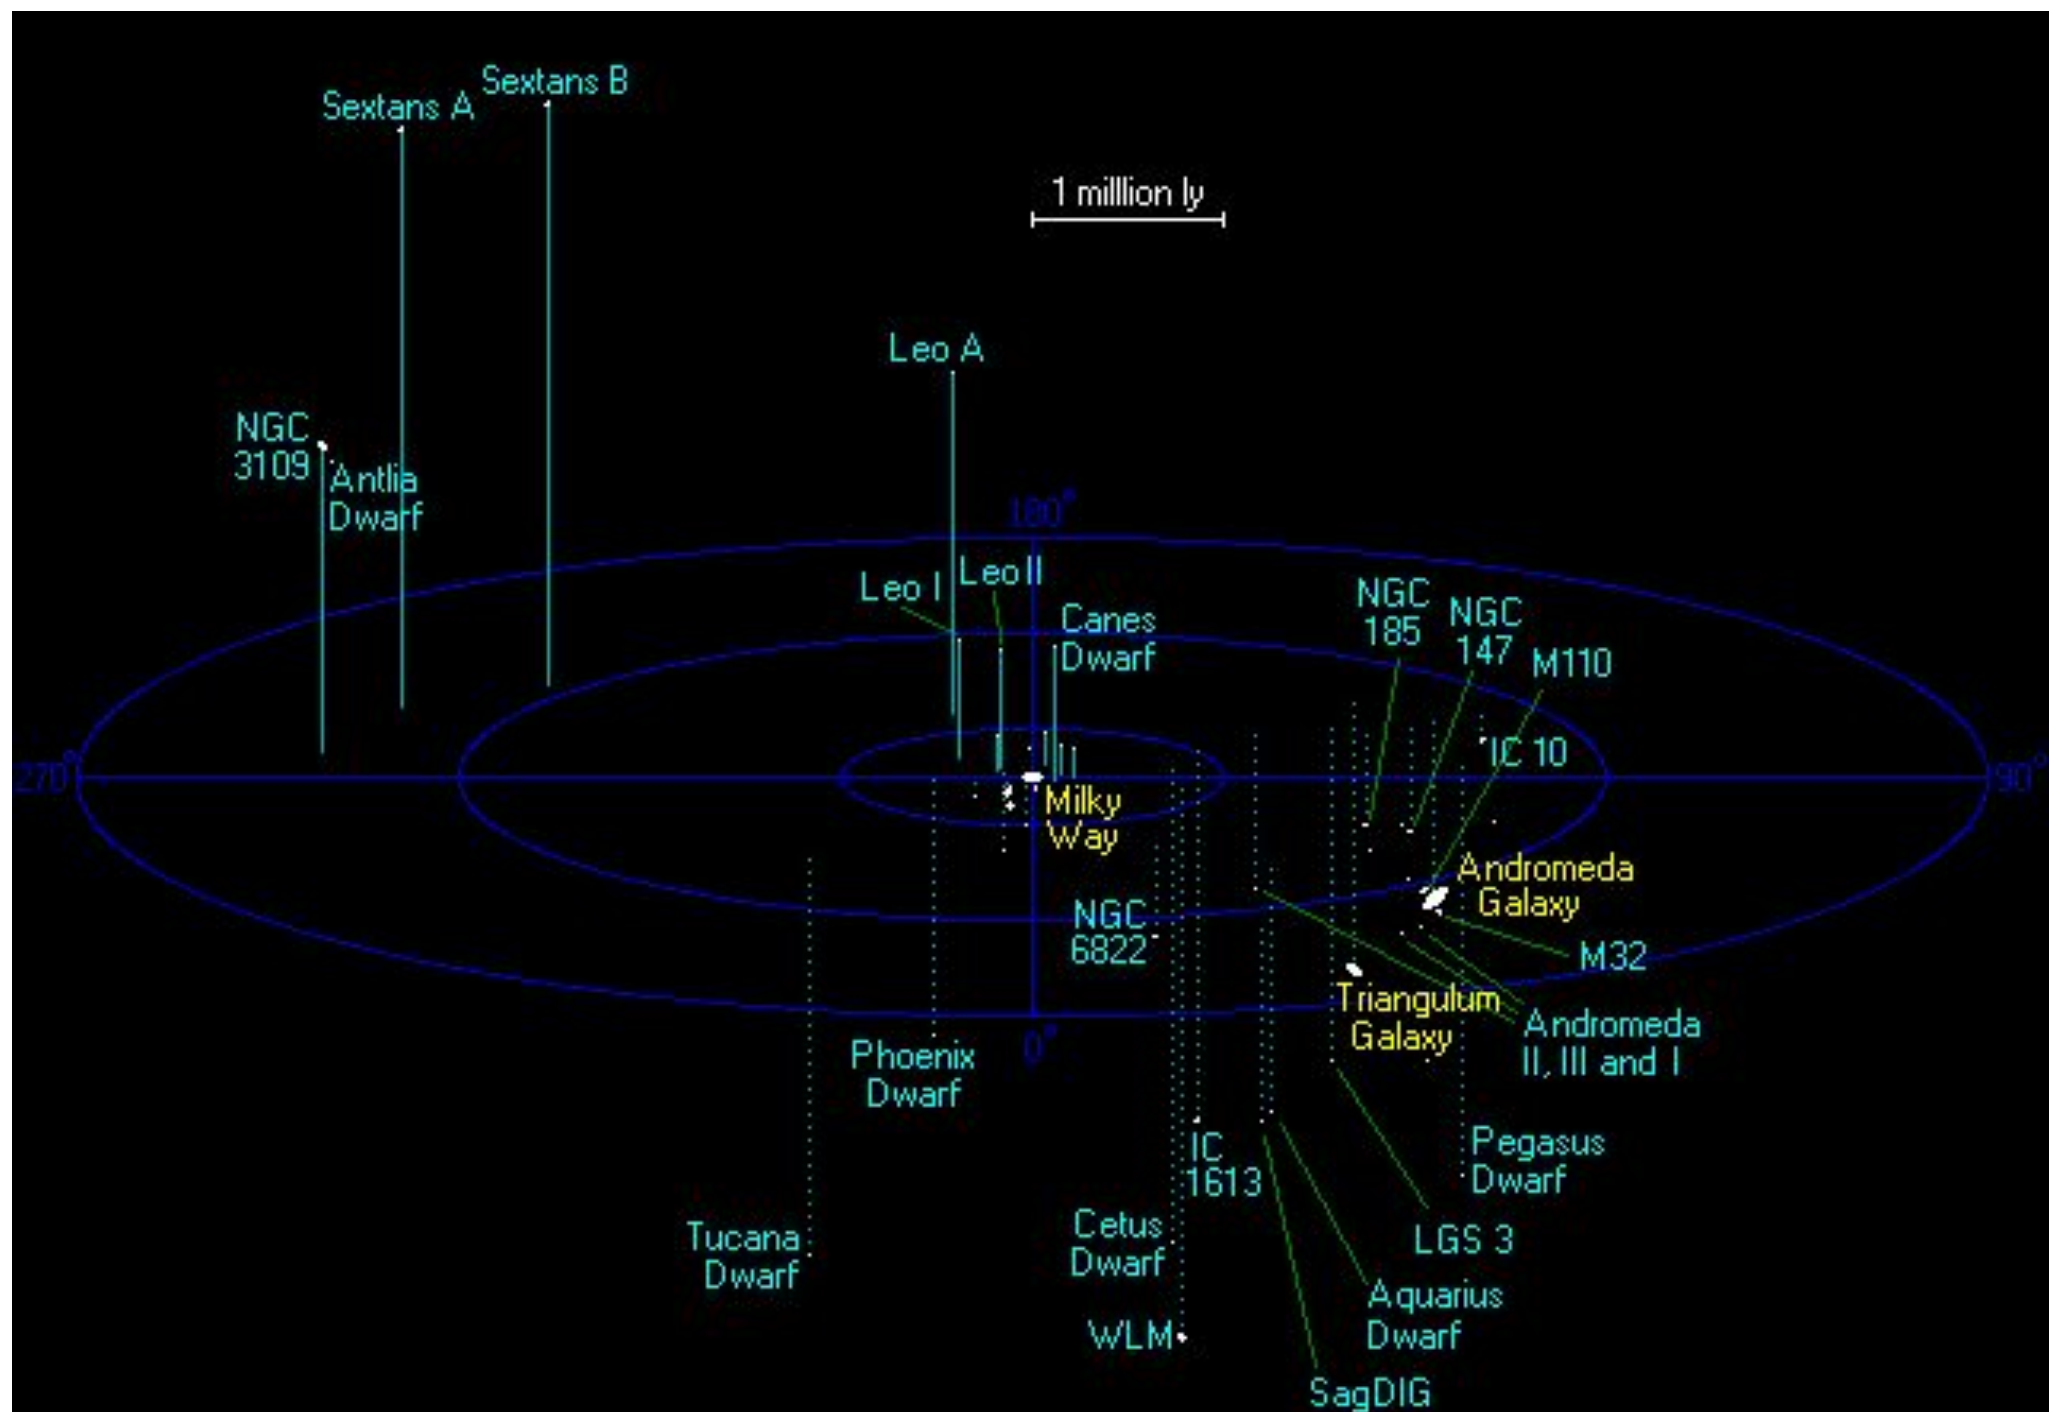 Sextans B
Sextans A
1 milllion ly
Leo A
NGC
3109
Antlia
Dwarf
180°
Leo I
Leo II
Canes
Dwarf
NGC
185
NGC
147
M110
IC 10
270°
90°
Milky
Way
Andromeda
Galaxy
NGC
6822
M32
Triangulum
Galaxy
Andromeda
II, III and I
0°
Phoenix
Dwarf
IC
1613
Pegasus
Dwarf
Tucana
Dwarf
Cetus
Dwarf
LGS 3
Aquarius
Dwarf
WLM
SagDIG